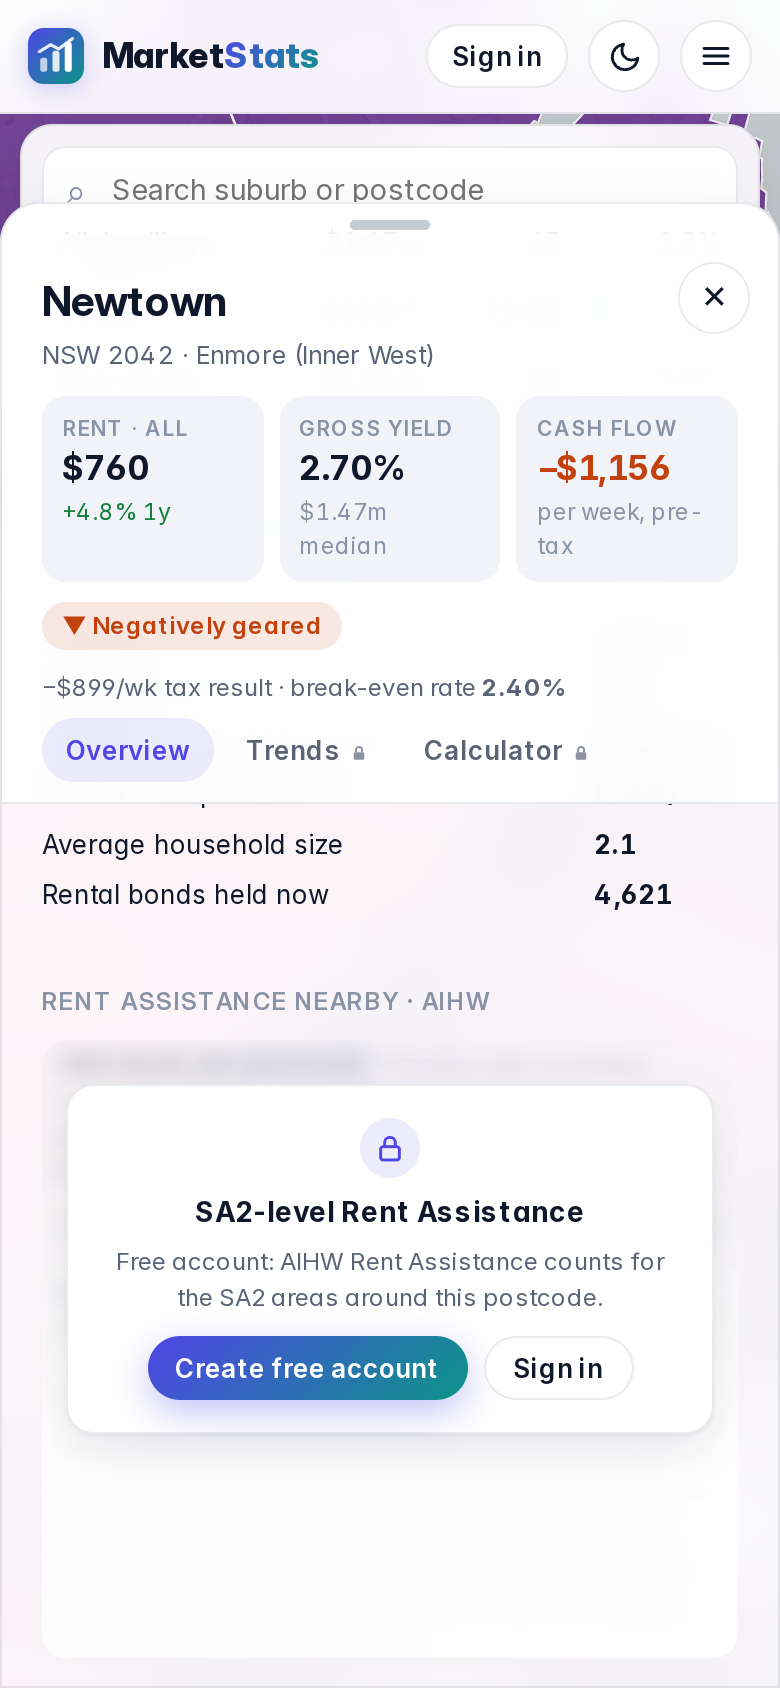 MarketStats
Sign in
Search suburb or postcode
Newtown
NSW 2042 · Enmore (Inner West)
RENT · ALL
$760
+4.8% 1y
GROSS YIELD
2.70%
$1.47m
median
CASH FLOW
−$1,156
per week, pre-
tax
▼ Negatively geared
−$899/wk tax result · break-even rate 2.40%
Overview
Trends
Calculator
Average household size 2.1
Rental bonds held now 4,621
RENT ASSISTANCE NEARBY · AIHW
SA2-level Rent Assistance
Free account: AIHW Rent Assistance counts for
the SA2 areas around this postcode.
Create free account
Sign in